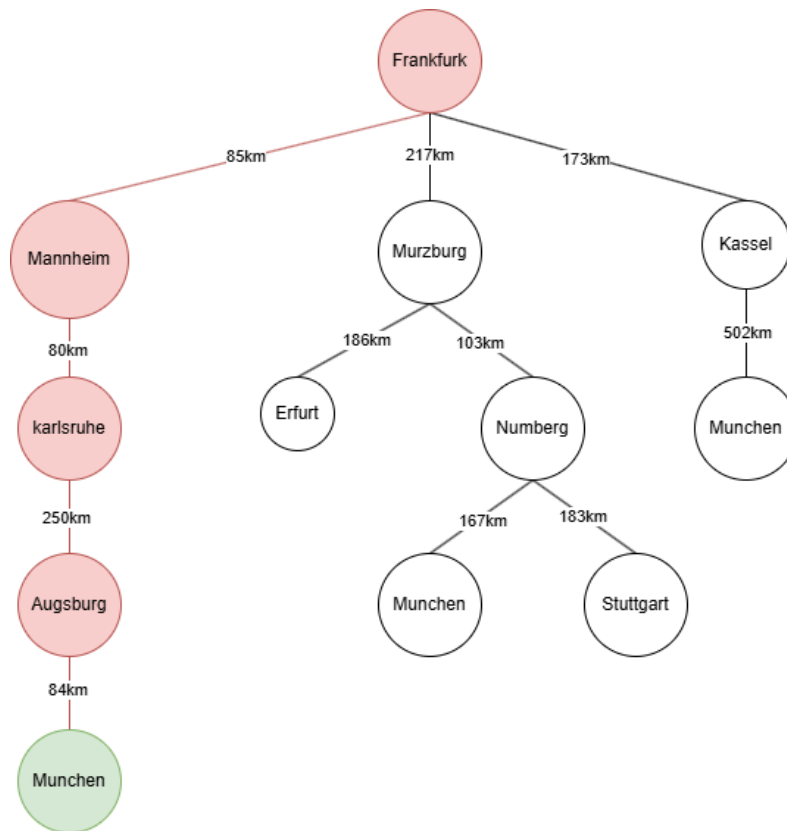 Frankfurk
85km
217km
173km
Mannheim
Murzburg
Kassel
80km
186km
103km
502km
karlsruhe
Erfurt
Numberg
Munchen
250km
167km
183km
Augsburg
Munchen
Stuttgart
84km
Munchen